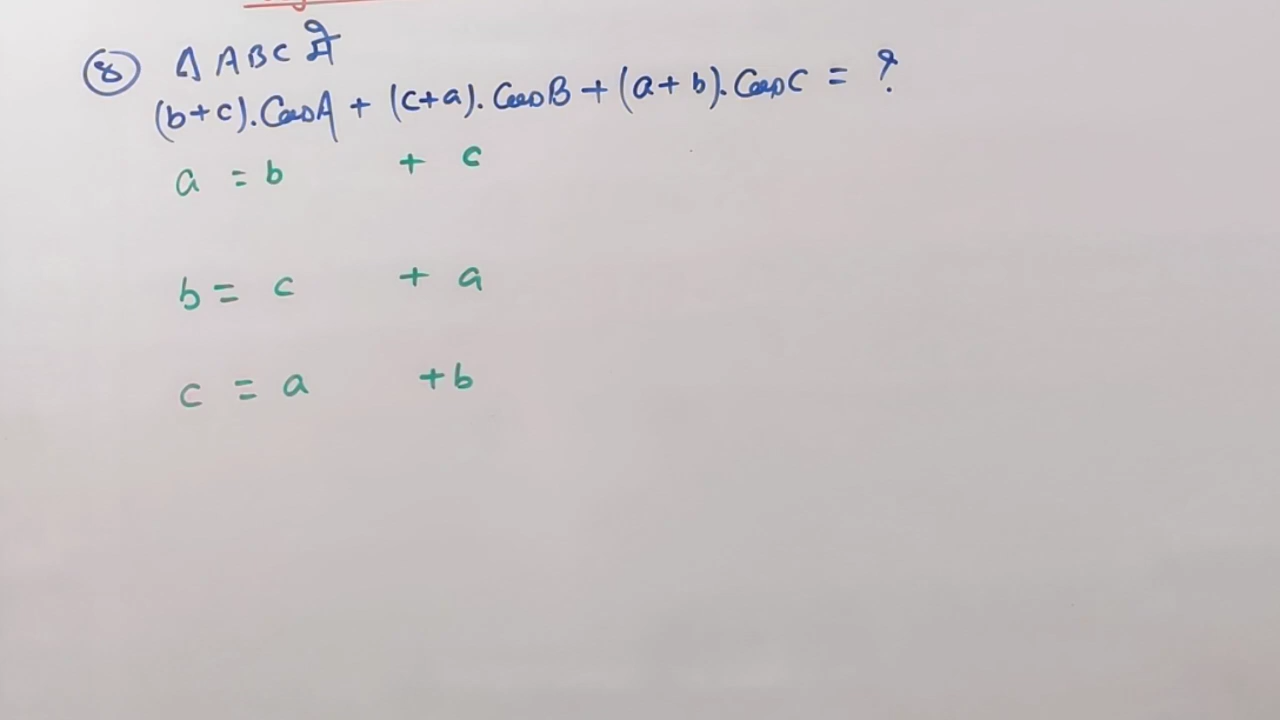 8 Δ ABC में
(b+c).CosA + (c+a).CosB + (a+b).CosC = ?
a = b + c
b = c + a
c = a + b